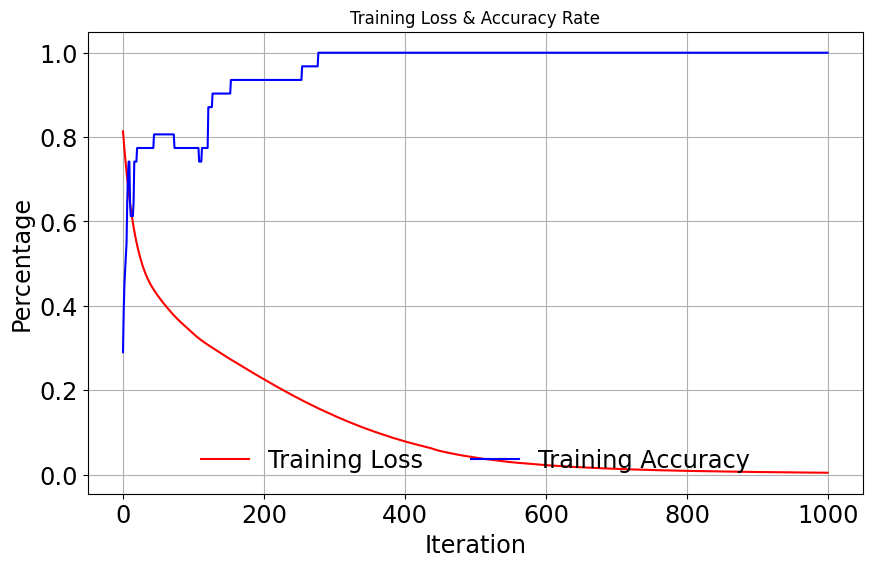 Training Loss & Accuracy Rate
Percentage
1.0
0.8
0.6
0.4
0.2
0.0
Training Loss Training Accuracy
0 200 400 600 800 1000
Iteration